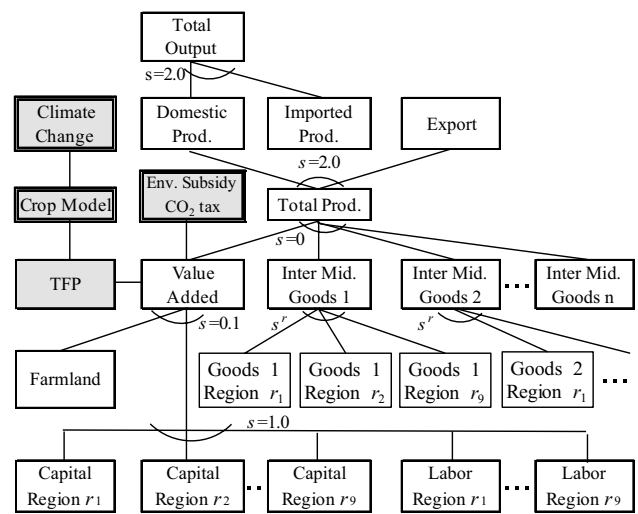 Total
Output
s=2.0
Climate
Change
Domestic
Prod.
Imported
Prod.
Export
s=2.0
Crop Model
Env. Subsidy
CO₂ tax
Total Prod.
s=0
TFP
Value
Added
Inter Mid.
Goods 1
Inter Mid.
Goods 2
...
Inter Mid.
Goods n
s=0.1
sʳ
sʳ
Farmland
Goods 1
Region r₁
Goods 1
Region r₂
Goods 1
Region r₉
Goods 2
Region r₁
...
s=1.0
Capital
Region r₁
Capital
Region r₂
..
Capital
Region r₉
Labor
Region r₁
...
Labor
Region r₉